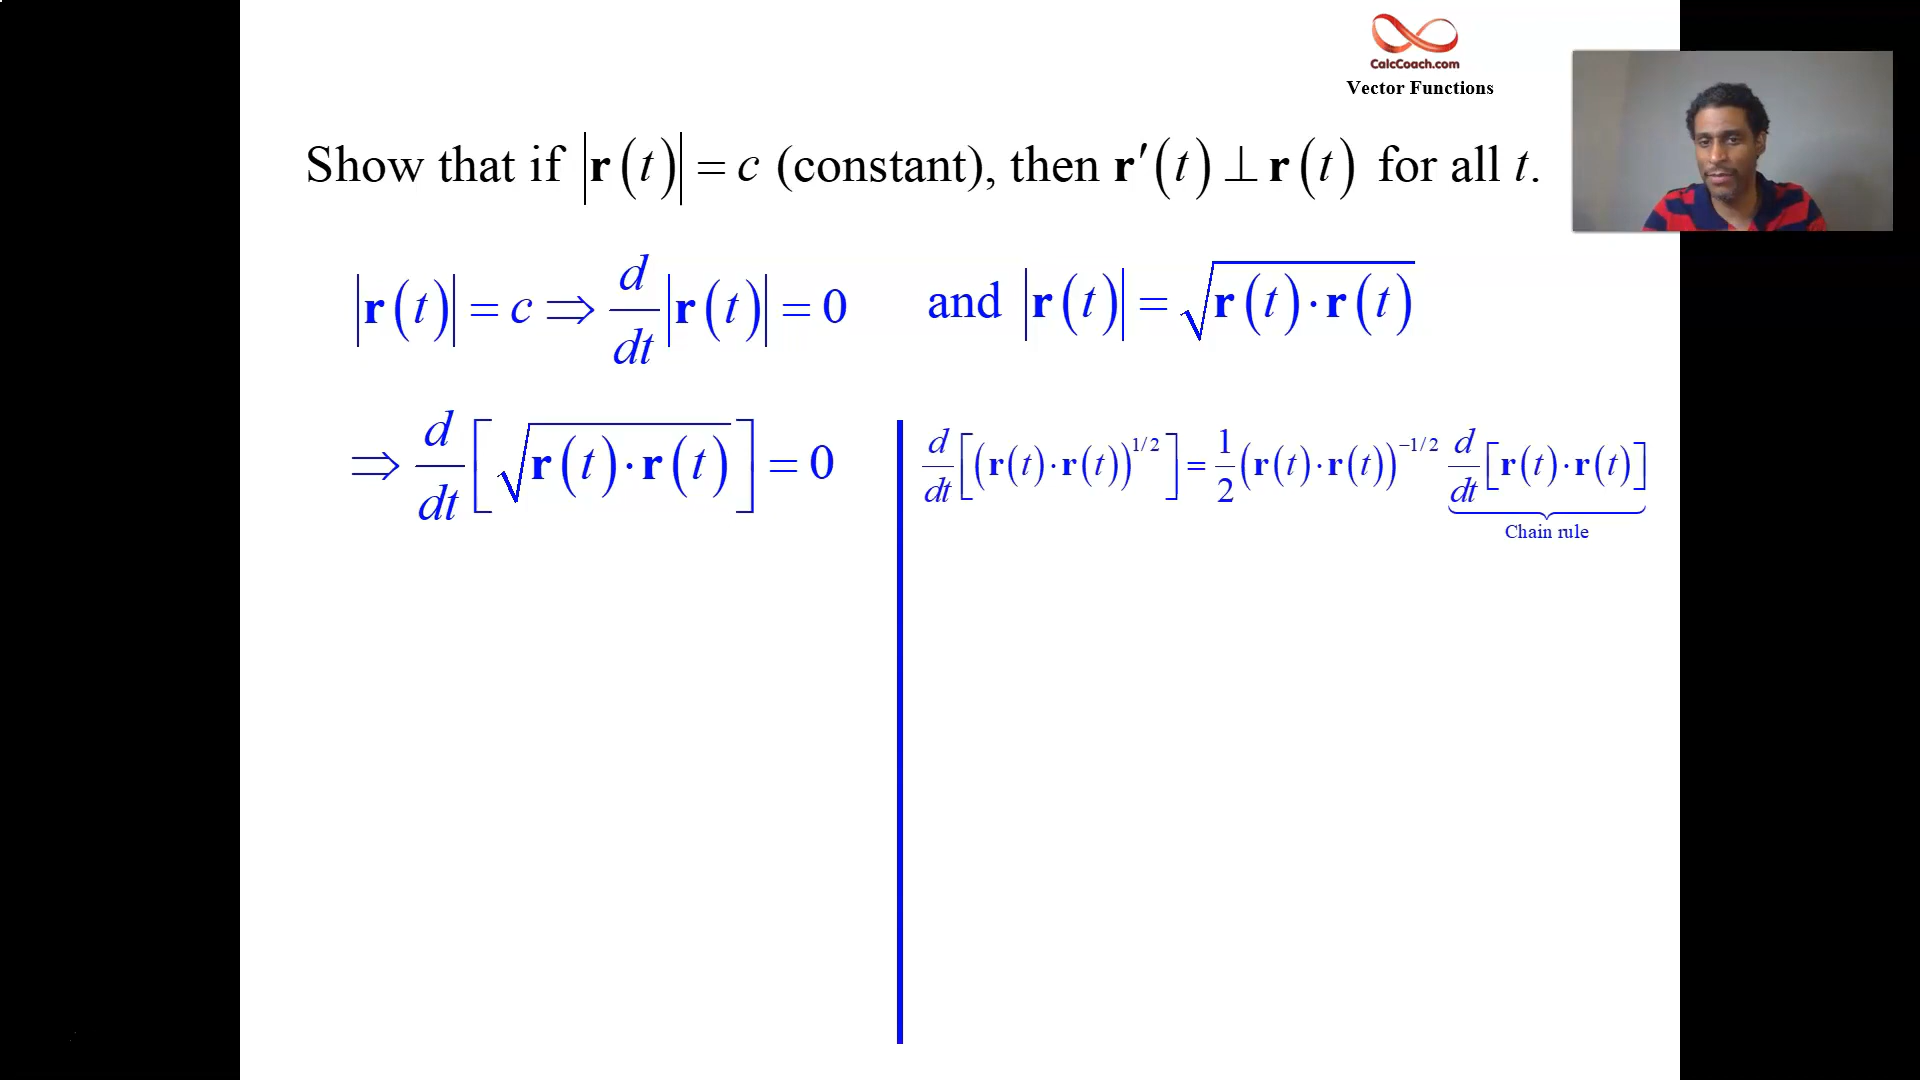 CalcCoach.com
Vector Functions
Show that if |r(t)| = c (constant), then r′(t) ⊥ r(t) for all t.
|r(t)| = c ⇒ d/dt |r(t)| = 0 and |r(t)| = √(r(t)·r(t))
⇒ d/dt [√(r(t)·r(t))] = 0
d/dt [(r(t)·r(t))^{1/2}] = 1/2 (r(t)·r(t))^{−1/2} d/dt [r(t)·r(t)]
Chain rule